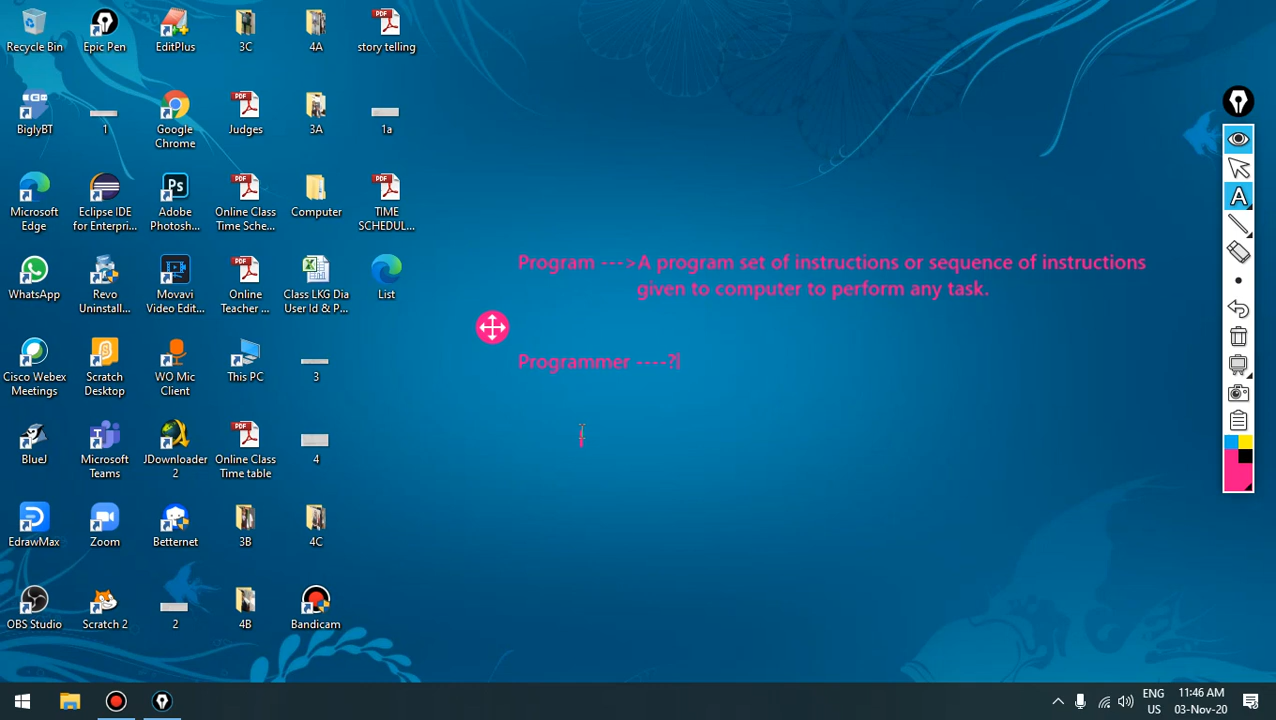 Recycle Bin
Epic Pen
EditPlus
3C
4A
story telling
BiglyBT
1
Google
Chrome
Judges
3A
1a
Microsoft
Edge
Eclipse IDE
for Enterpri...
Adobe
Photosh...
Online Class
Time Sche...
Computer
TIME
SCHEDUL...
Program --->A program set of instructions or sequence of instructions
given to computer to perform any task.
WhatsApp
Revo
Uninstall...
Movavi
Video Edit...
Online
Teacher ...
Class LKG Dia
User Id & P...
List
Programmer ----?
Cisco Webex
Meetings
Scratch
Desktop
WO Mic
Client
This PC
3
BlueJ
Microsoft
Teams
JDownloader
2
Online Class
Time table
4
EdrawMax
Zoom
Betternet
3B
4C
OBS Studio
Scratch 2
2
4B
Bandicam
ENG
US
11:46 AM
03-Nov-20